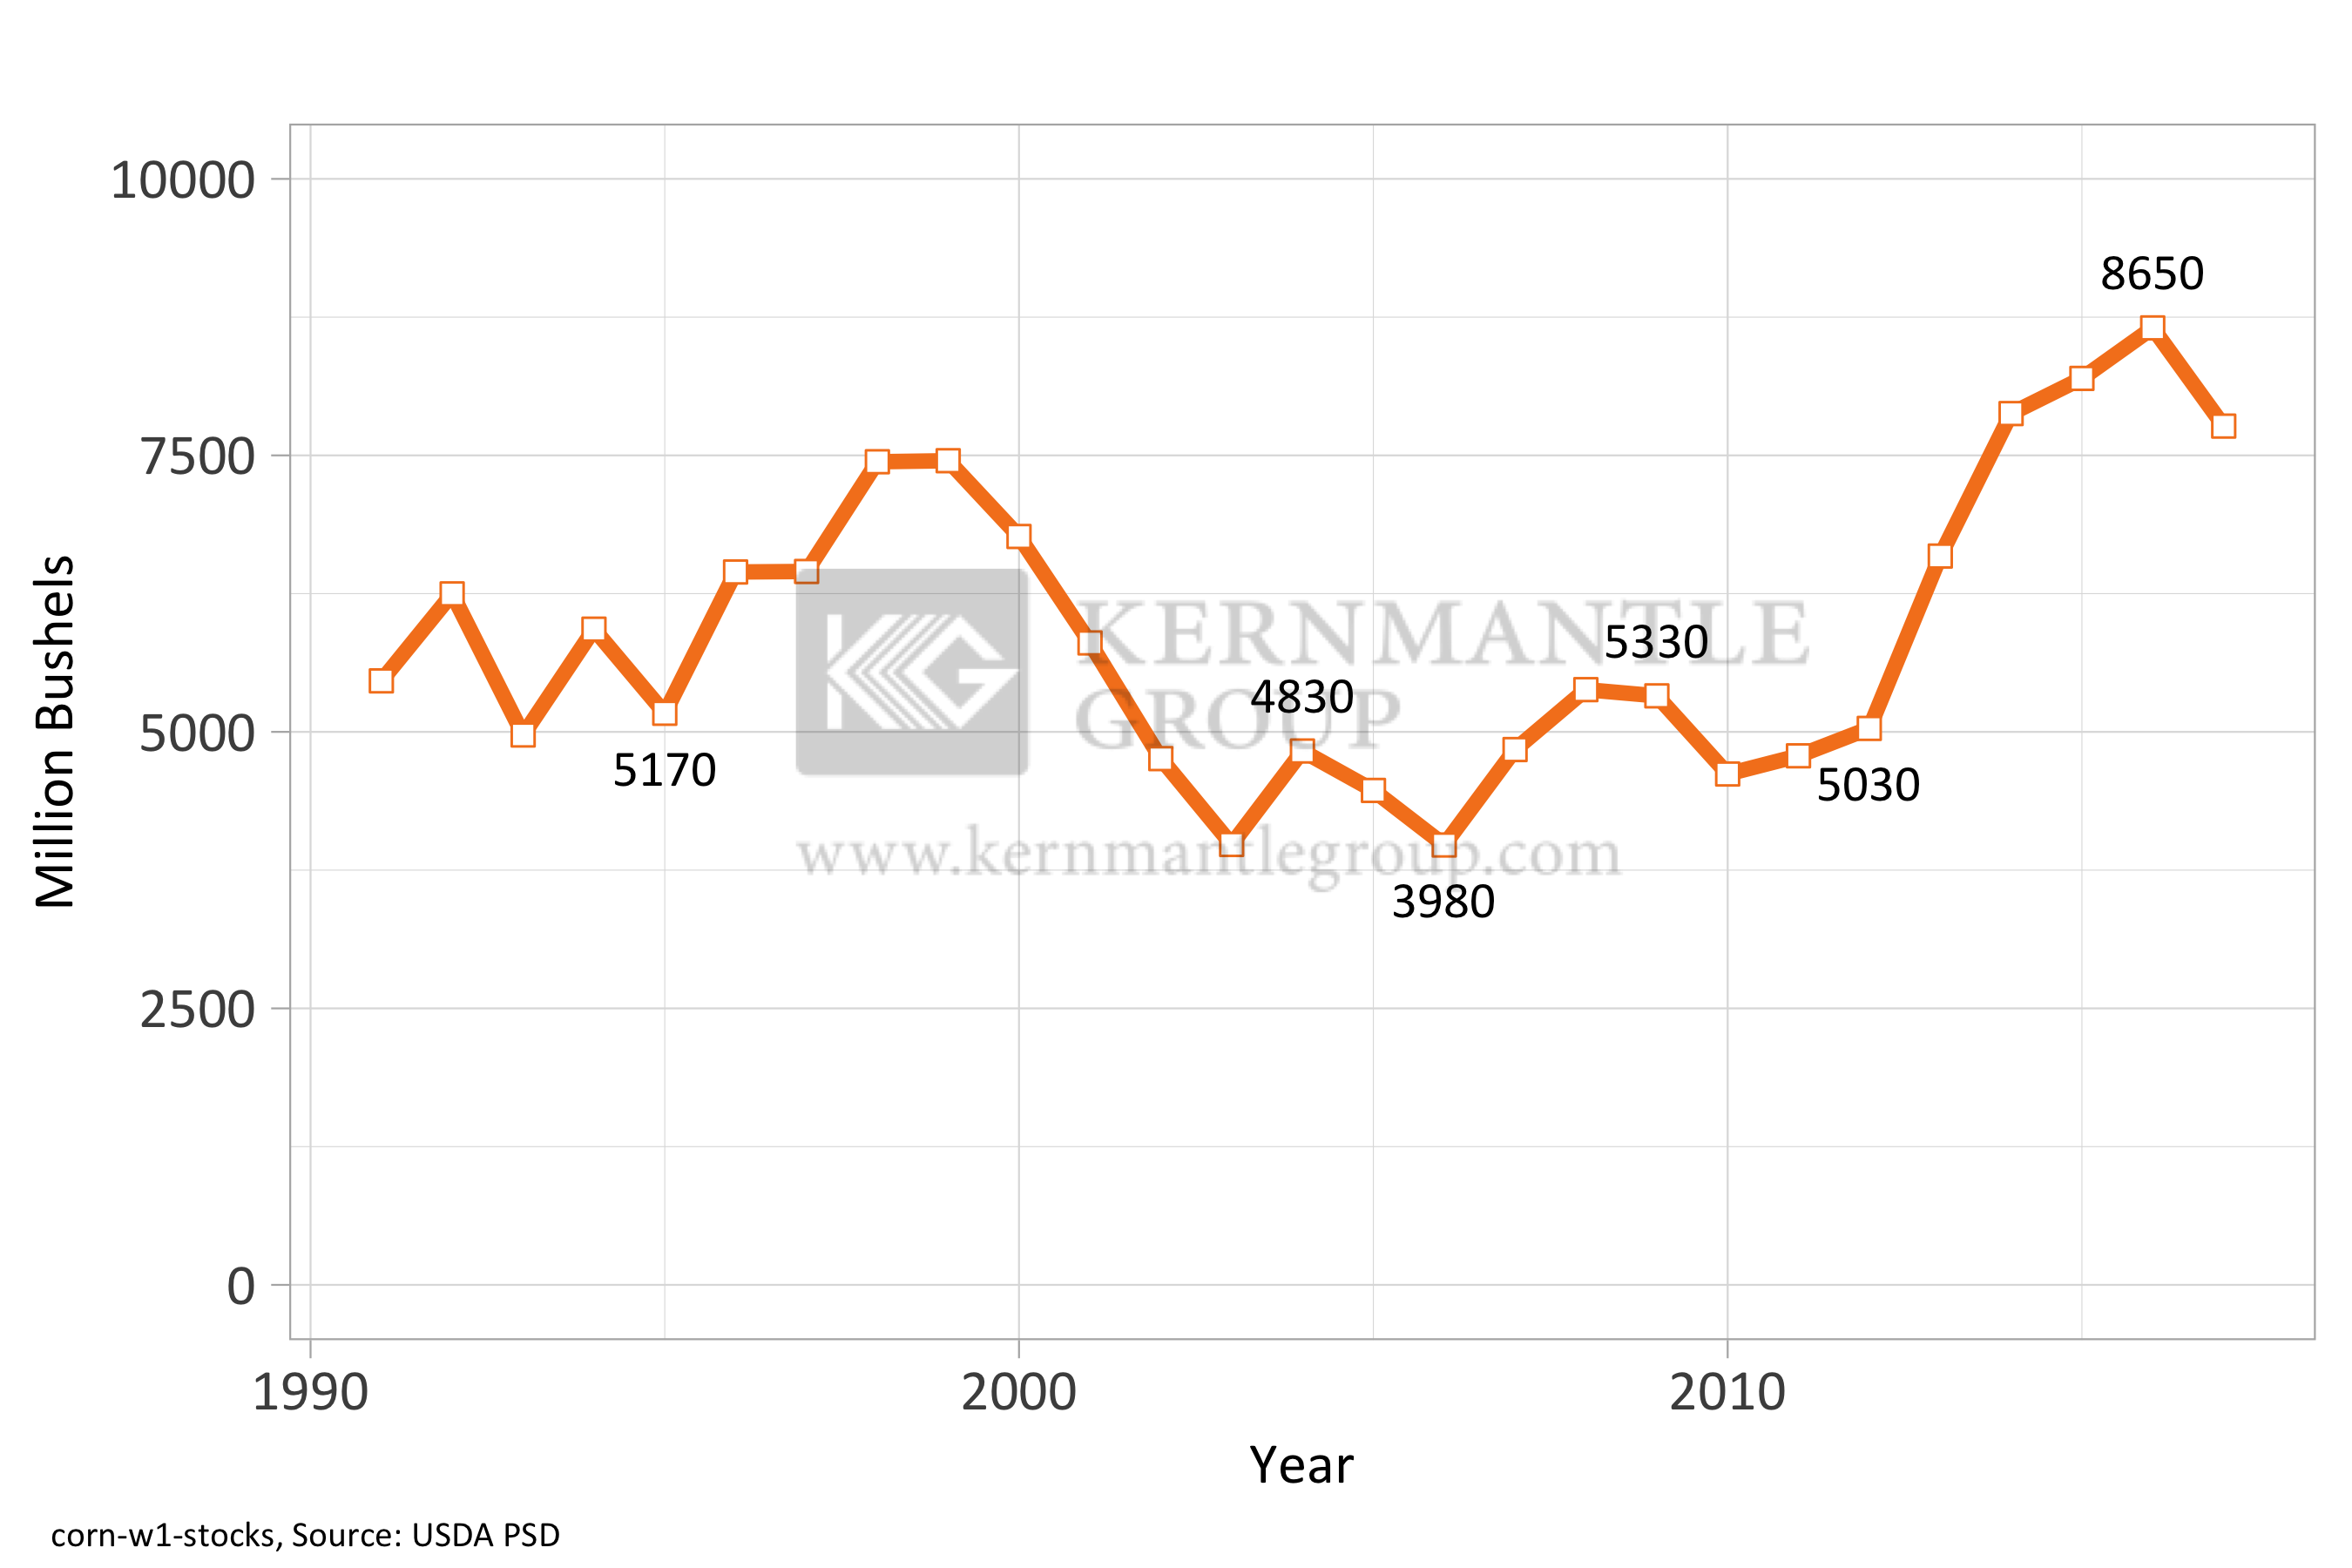 10000
8650
7500
KERNMANTLE
5330
GROUP
4830
5000
5170
5030
www.kernmantlegroup.com
3980
2500
0
Million Bushels
1990
2000
2010
Year
corn-w1-stocks, Source: USDA PSD